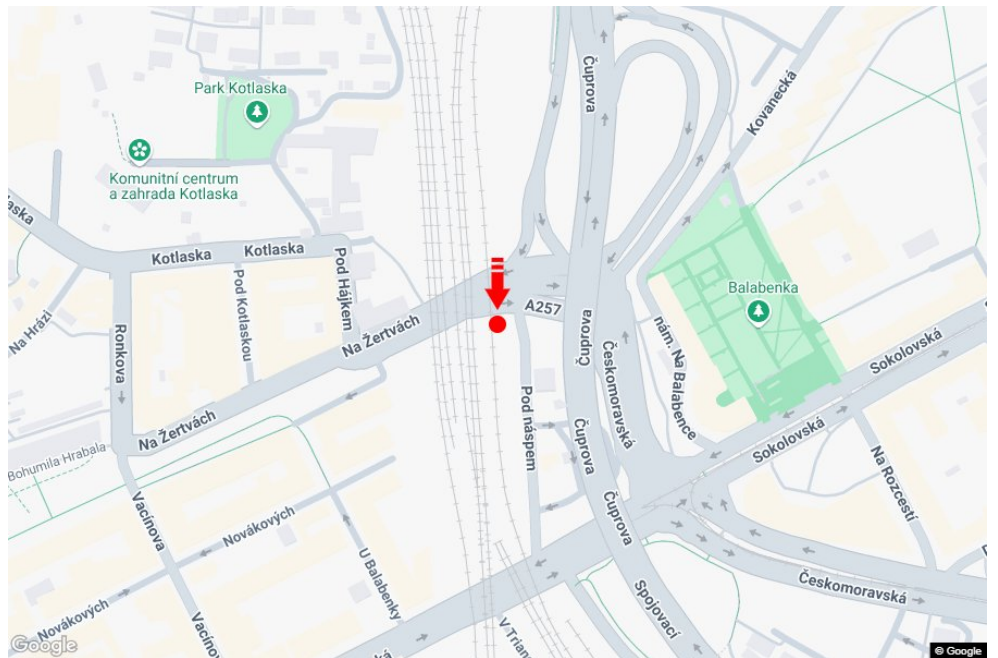 Čuprova
Park Kotlaska
Kovanecká
Komunitní centrum
a zahrada Kotlaska
Kotlaska
Kotlaska
Pod Hájkem
Pod Kotlaskou
Na Hrázi
Ronkova
A257
Čuprova
Balabenka
Na Žertvách
Českomoravská
nám. Na Balabence
Sokolovská
Sokolovská
Pod náspem
Na Žertvách
Bohumila Hrabala
Čuprova
Na Rozcestí
Vacínova
Novákových
U Balabenky
Čuprova
Českomoravská
Spojovací
Novákových
Vacínova
V Triang
Google
© Google